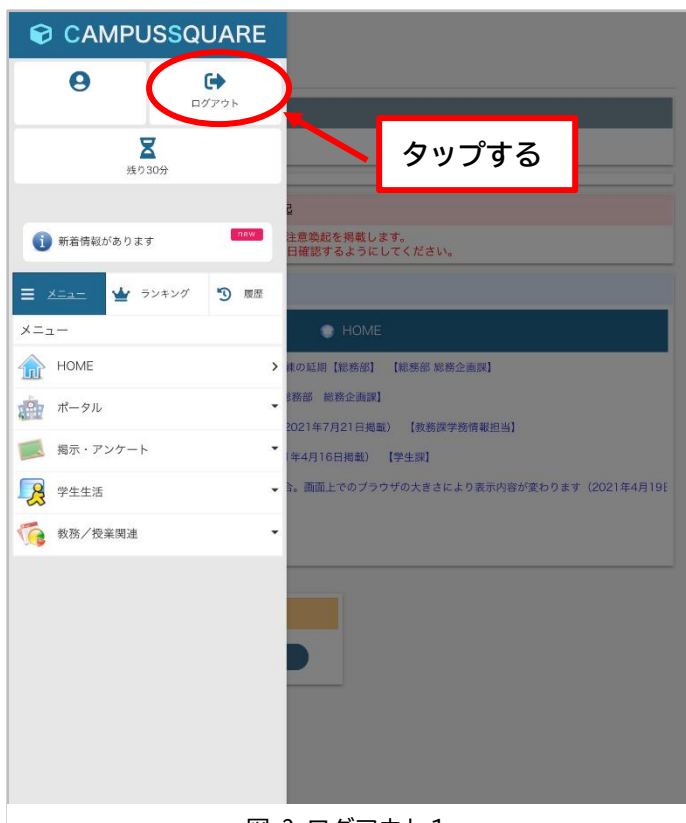 CAMPUSSQUARE
ログアウト
タップする
残り30分
新着情報があります
new
注意喚起を掲載します。
日確認するようにしてください。
メニュー
ランキング
履歴
メニュー
HOME
HOME
の延期【総務部】 【総務部 総務企画課】
ポータル
総務部 総務企画課】
2021年7月21日掲載） 【教務課学務情報担当】
掲示・アンケート
年4月16日掲載） 【学生課】
学生生活
合。画面上でのブラウザの大きさにより表示内容が変わります（2021年4月19日
教務／授業関連